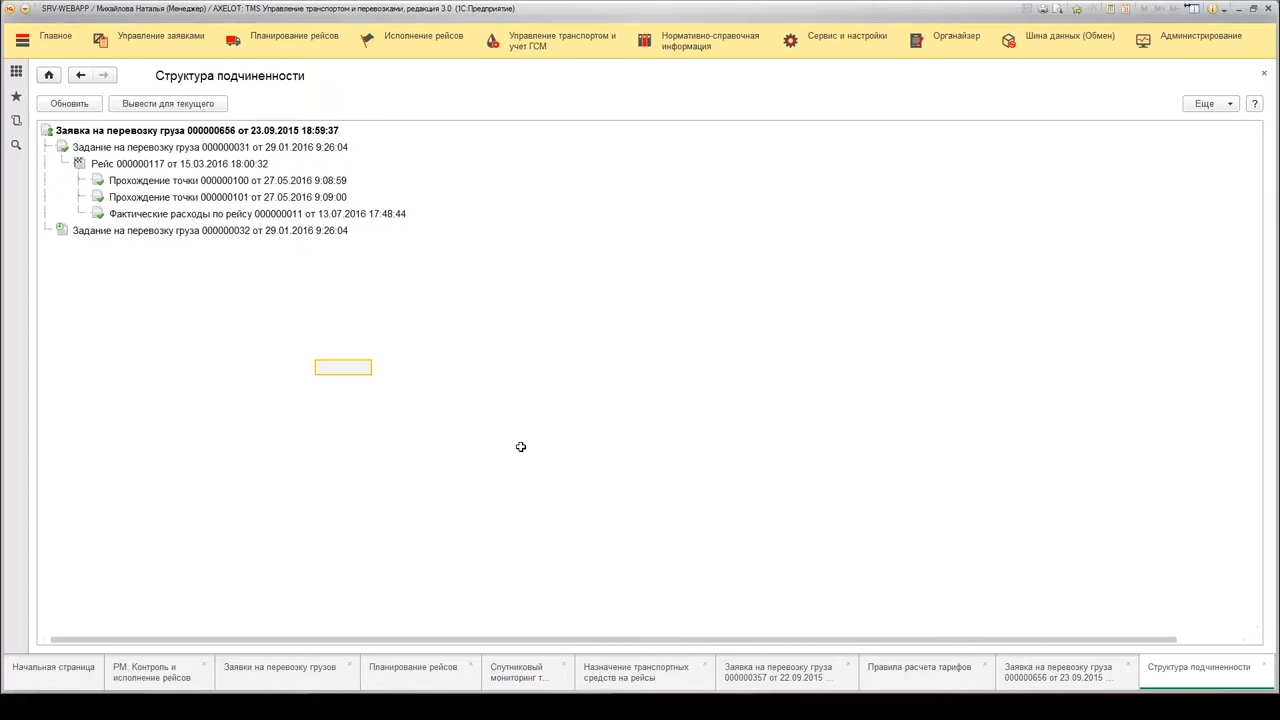 SRV-WEBAPP / Михайлова Наталья (Менеджер) / AXELOT: TMS Управление транспортом и перевозками, редакция 3.0 (1С:Предприятие)
M M+ M-
Главное
Управление заявками
Планирование рейсов
Исполнение рейсов
Управление транспортом и
учет ГСМ
Нормативно-справочная
информация
Сервис и настройки
Органайзер
Шина данных (Обмен)
Администрирование
Структура подчиненности
Обновить
Вывести для текущего
Еще
?
Заявка на перевозку груза 000000656 от 23.09.2015 18:59:37
Задание на перевозку груза 000000031 от 29.01.2016 9:26:04
Рейс 000000117 от 15.03.2016 18:00:32
Прохождение точки 000000100 от 27.05.2016 9:08:59
Прохождение точки 000000101 от 27.05.2016 9:09:00
Фактические расходы по рейсу 000000011 от 13.07.2016 17:48:44
Задание на перевозку груза 000000032 от 29.01.2016 9:26:04
Начальная страница
РМ: Контроль и
исполнение рейсов
Заявки на перевозку грузов
Планирование рейсов
Спутниковый
мониторинг т...
Назначение транспортных
средств на рейсы
Заявка на перевозку груза
000000357 от 22.09.2015 ...
Правила расчета тарифов
Заявка на перевозку груза
000000656 от 23.09.2015 ...
Структура подчиненности